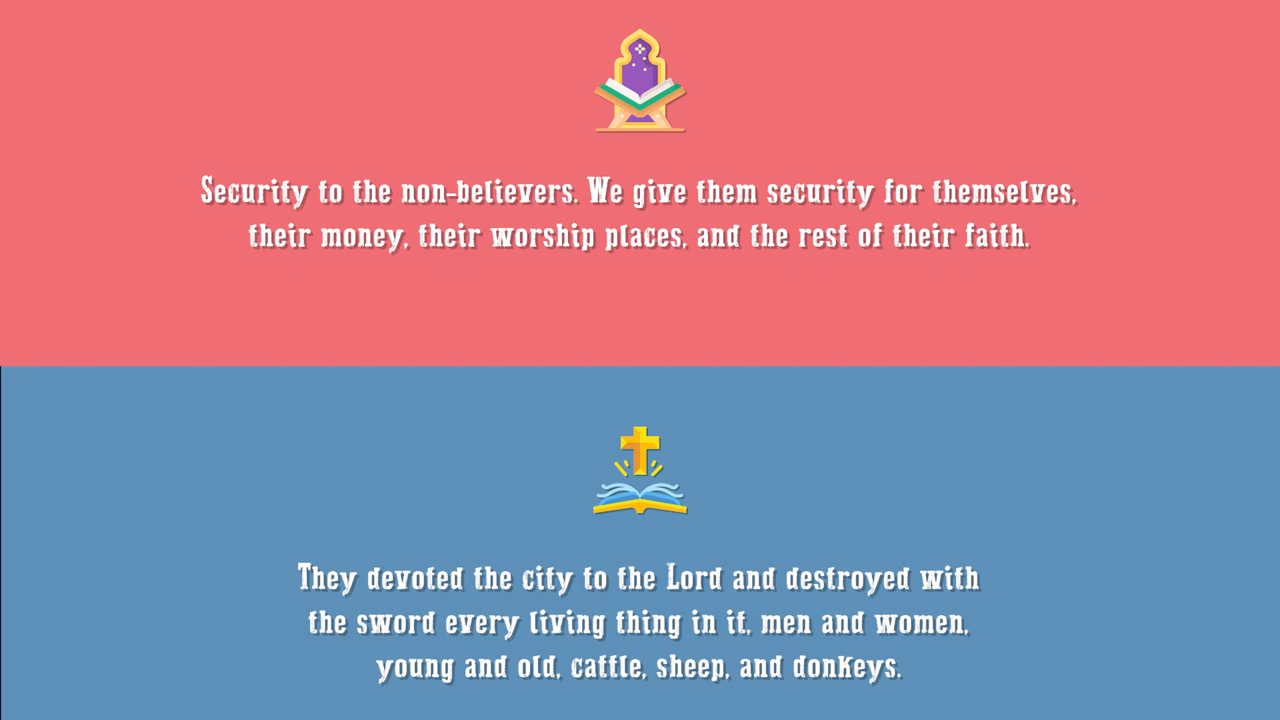 Security to the non-believers. We give them security for themselves,
their money, their worship places, and the rest of their faith.
They devoted the city to the Lord and destroyed with
the sword every living thing in it, men and women,
young and old, cattle, sheep, and donkeys.